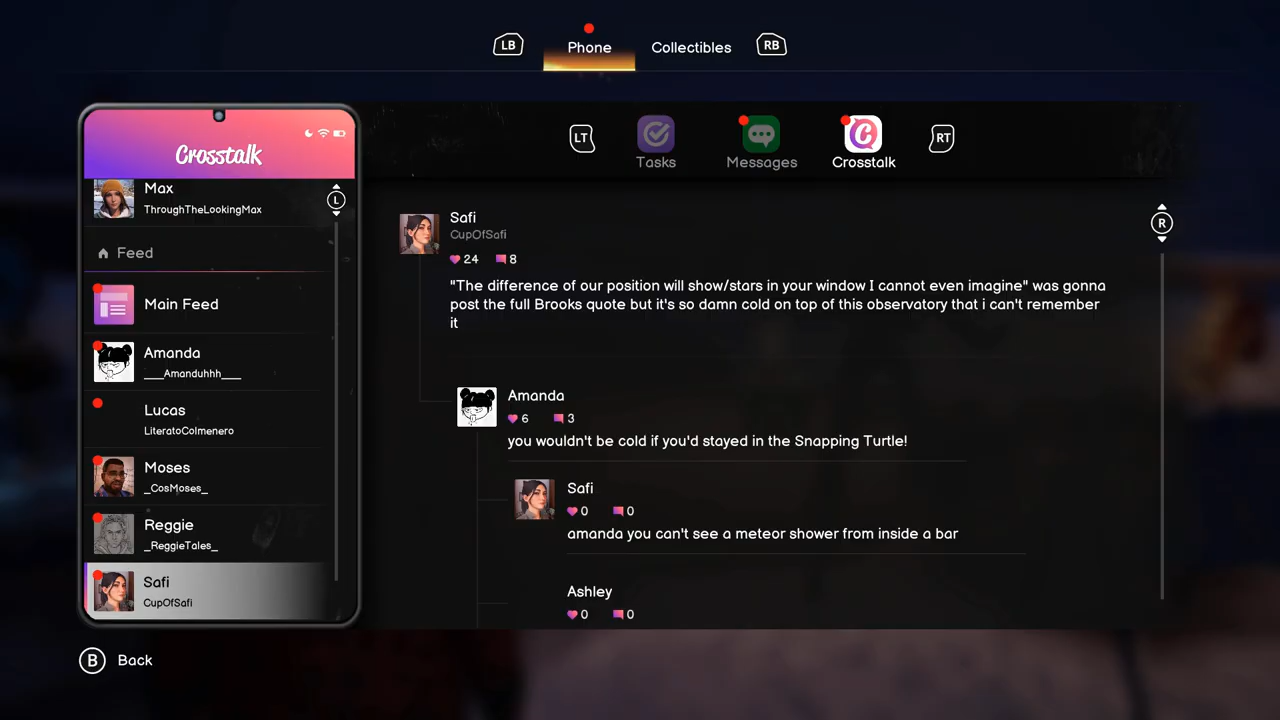 LB
Phone
Collectibles
RB
Crosstalk
Max
ThroughTheLookingMax
L
Feed
Main Feed
Amanda
___Amanduhhh___
Lucas
LiteratoColmenero
Moses
_CosMoses_
Reggie
_ReggieTales_
Safi
CupOfSafi
LT
Tasks
Messages
C
Crosstalk
RT
Safi
CupOfSafi
24 8
R
"The difference of our position will show/stars in your window I cannot even imagine" was gonna
post the full Brooks quote but it's so damn cold on top of this observatory that i can't remember
it
Amanda
6 3
you wouldn't be cold if you'd stayed in the Snapping Turtle!
Safi
0 0
amanda you can't see a meteor shower from inside a bar
Ashley
0 0
B Back